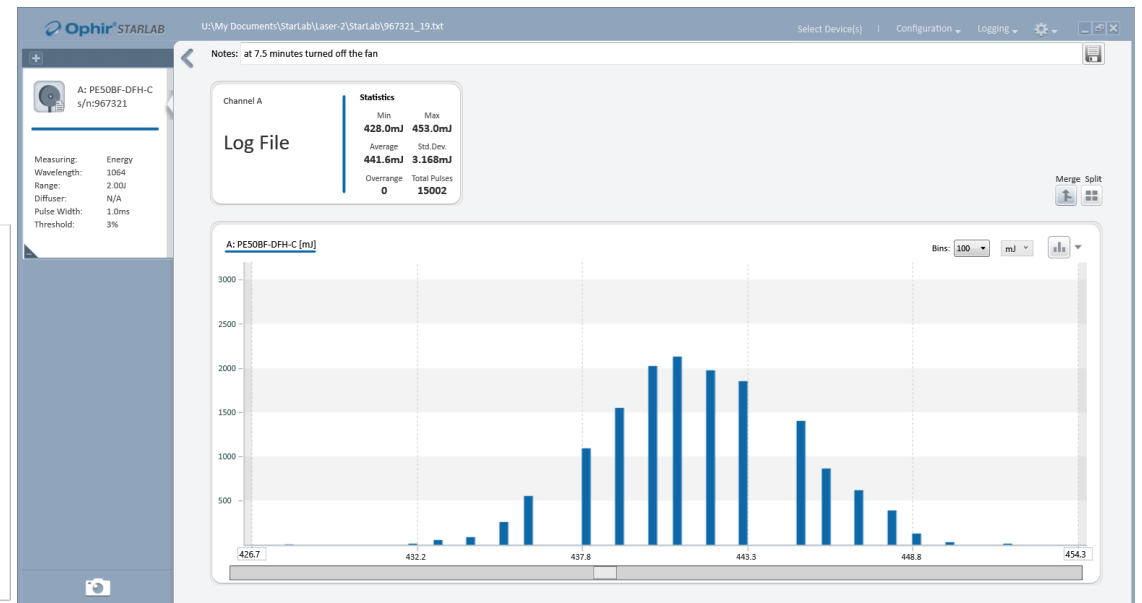 Ophir® STARLAB
U:\My Documents\StarLab\Laser-2\StarLab\967321_19.txt
Select Device(s) | Configuration Logging
Notes: at 7.5 minutes turned off the fan
A: PE50BF-DFH-C
s/n:967321
Measuring: Energy
Wavelength: 1064
Range: 2.00J
Diffuser: N/A
Pulse Width: 1.0ms
Threshold: 3%
Channel A
Log File
Statistics
Min Max
428.0mJ 453.0mJ
Average Std.Dev.
441.6mJ 3.168mJ
Overrange Total Pulses
0 15002
Merge Split
A: PE50BF-DFH-C [mJ]
Bins: 100 mJ
3000
2500
2000
1500
1000
500
426.7 432.2 437.8 443.3 448.8 454.3